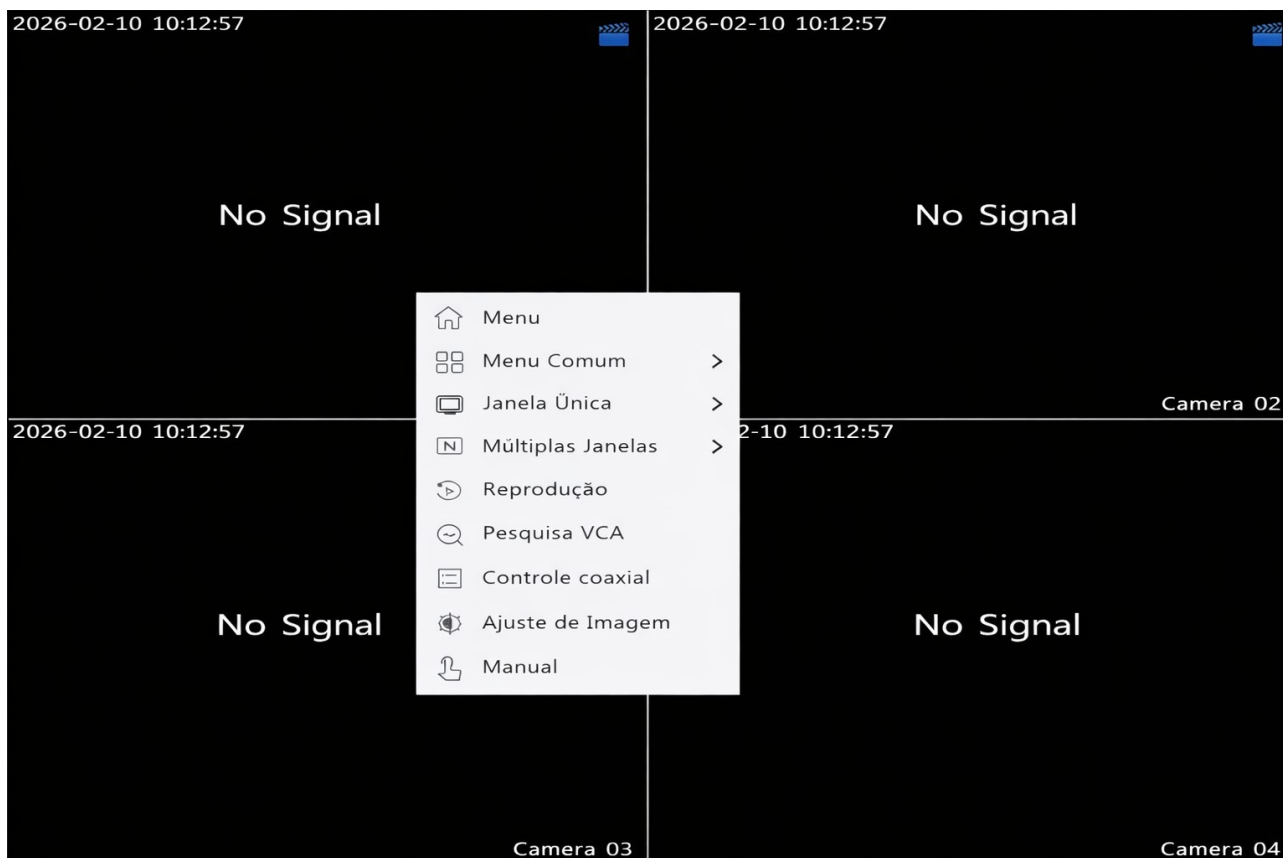 2026-02-10 10:12:57
2026-02-10 10:12:57
No Signal
No Signal
Menu
Menu Comum
Janela Ünica
Múltiplas Janelas
Reprodução
Pesquisa VCA
Controle coaxial
Ajuste de Imagem
Manual
Camera 02
2026-02-10 10:12:57
2-10 10:12:57
No Signal
No Signal
Camera 03
Camera 04